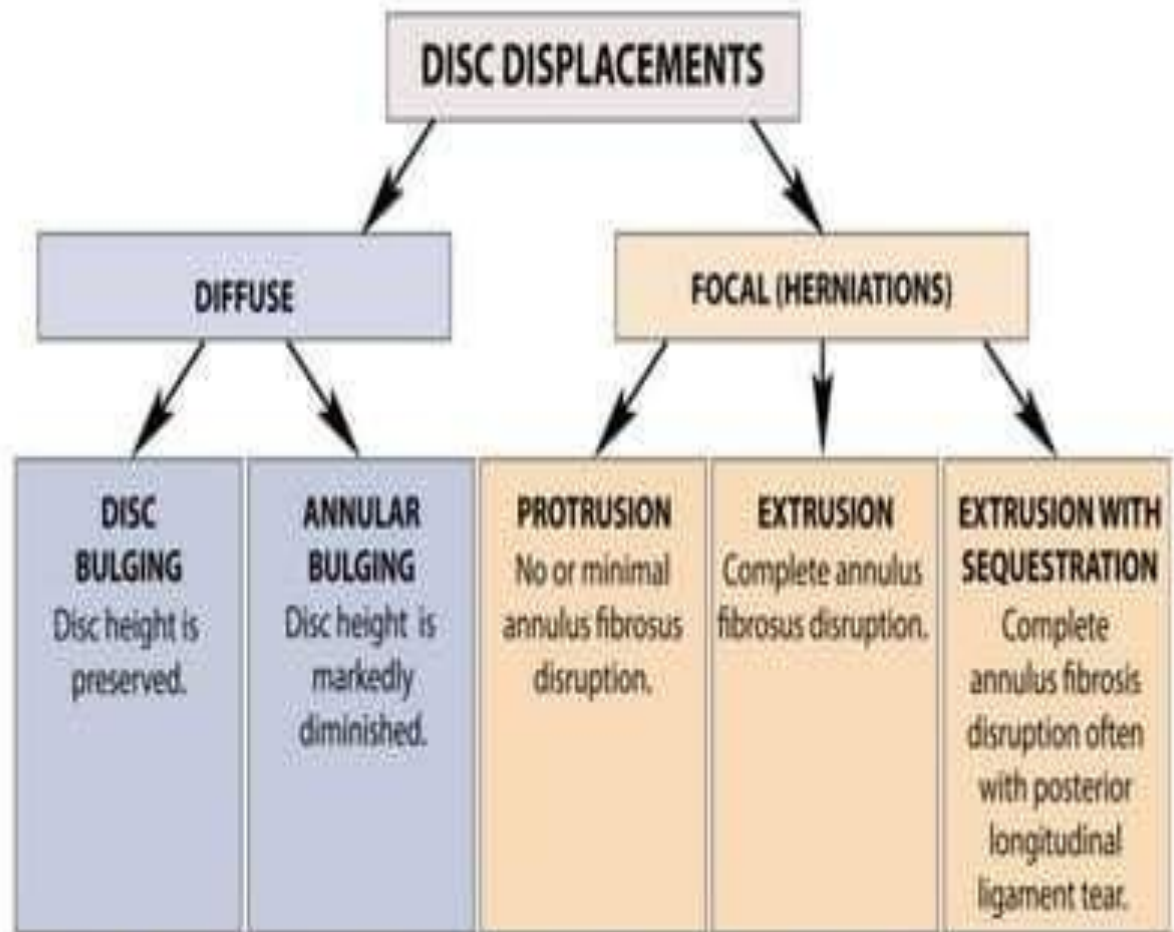 DISC DISPLACEMENTS
DIFFUSE
FOCAL (HERNIATIONS)
DISC
BULGING
Disc height is
preserved.
ANNULAR
BULGING
Disc height is
markedly
diminished.
PROTRUSION
No or minimal
annulus fibrosus
disruption.
EXTRUSION
Complete annulus
fibrosus disruption.
EXTRUSION WITH
SEQUESTRATION
Complete
annulus fibrosis
disruption often
with posterior
longitudinal
ligament tear.